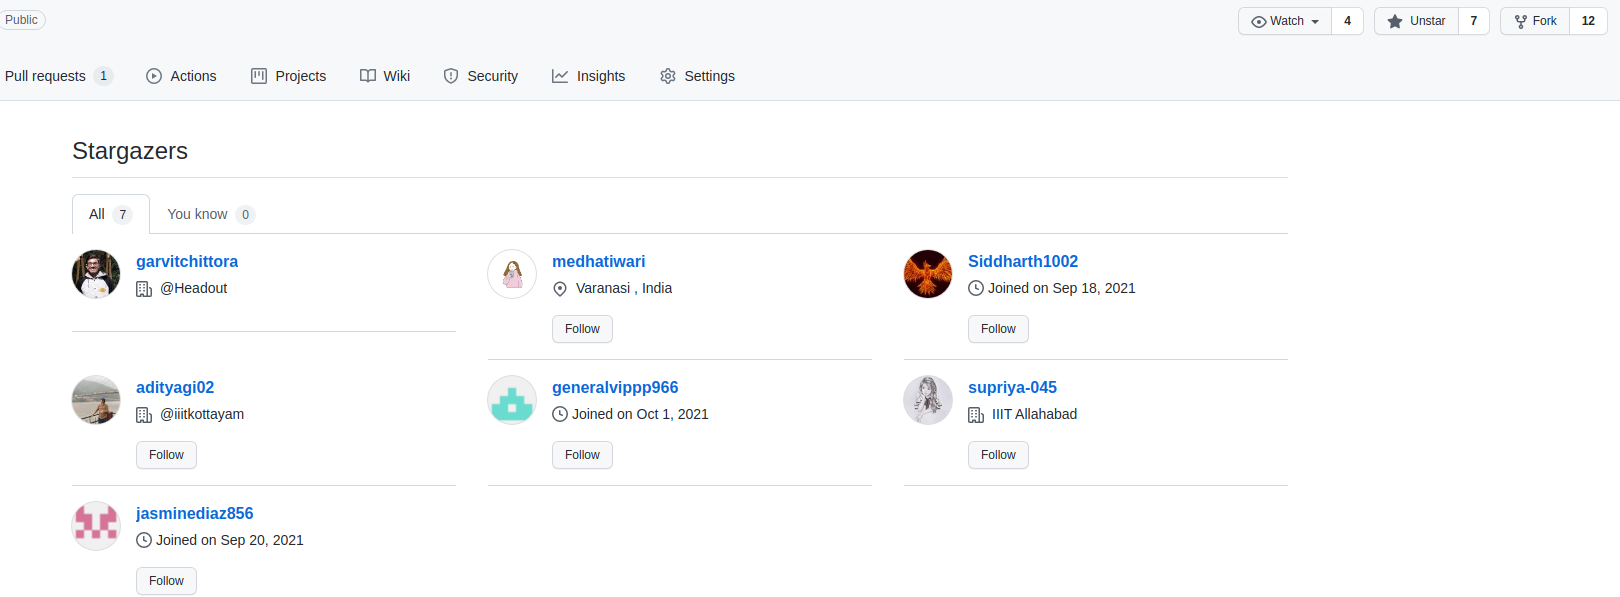 Public
Watch 4 Unstar 7 Fork 12
Pull requests 1 Actions Projects Wiki Security Insights Settings
Stargazers
All 7 You know 0
garvitchittora
@Headout
medhatiwari
Varanasi , India
Follow
Siddharth1002
Joined on Sep 18, 2021
Follow
adityagi02
@iiitkottayam
Follow
generalvippp966
Joined on Oct 1, 2021
Follow
supriya-045
IIIT Allahabad
Follow
jasminediaz856
Joined on Sep 20, 2021
Follow